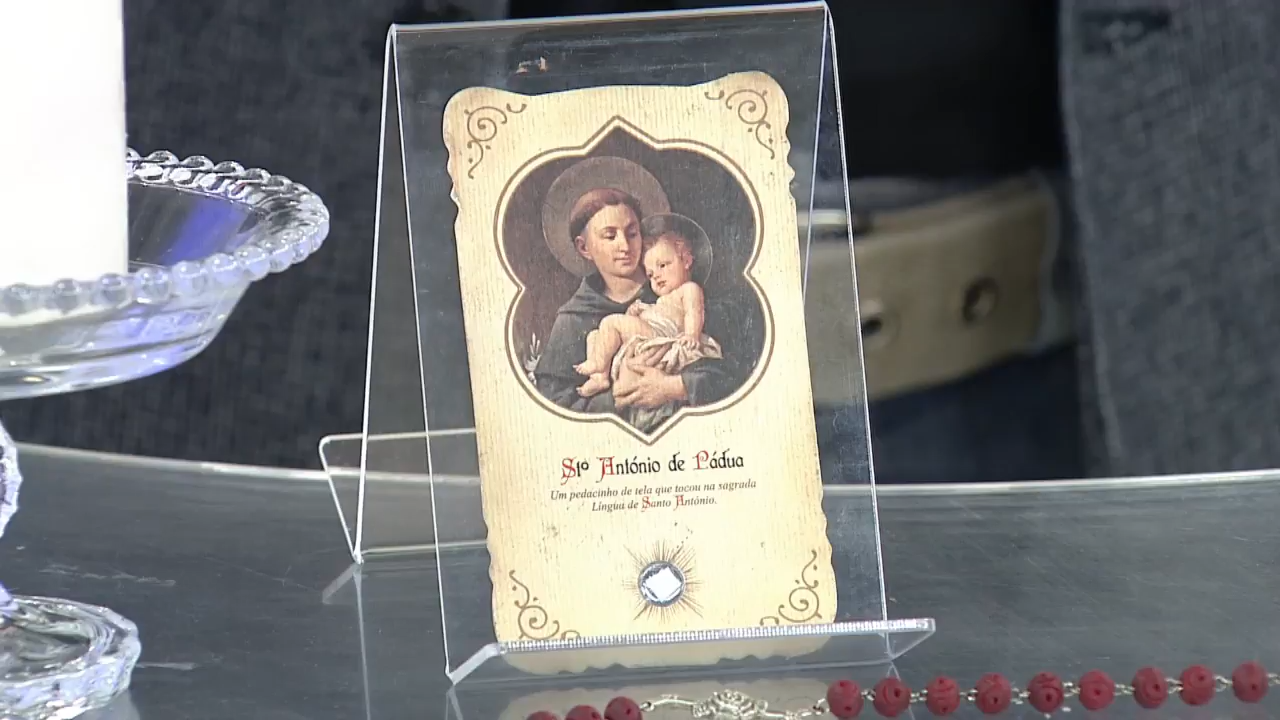 Sto António de Pádua
Um pedacinho de tela que tocou na sagrada
Língua de Santo António.